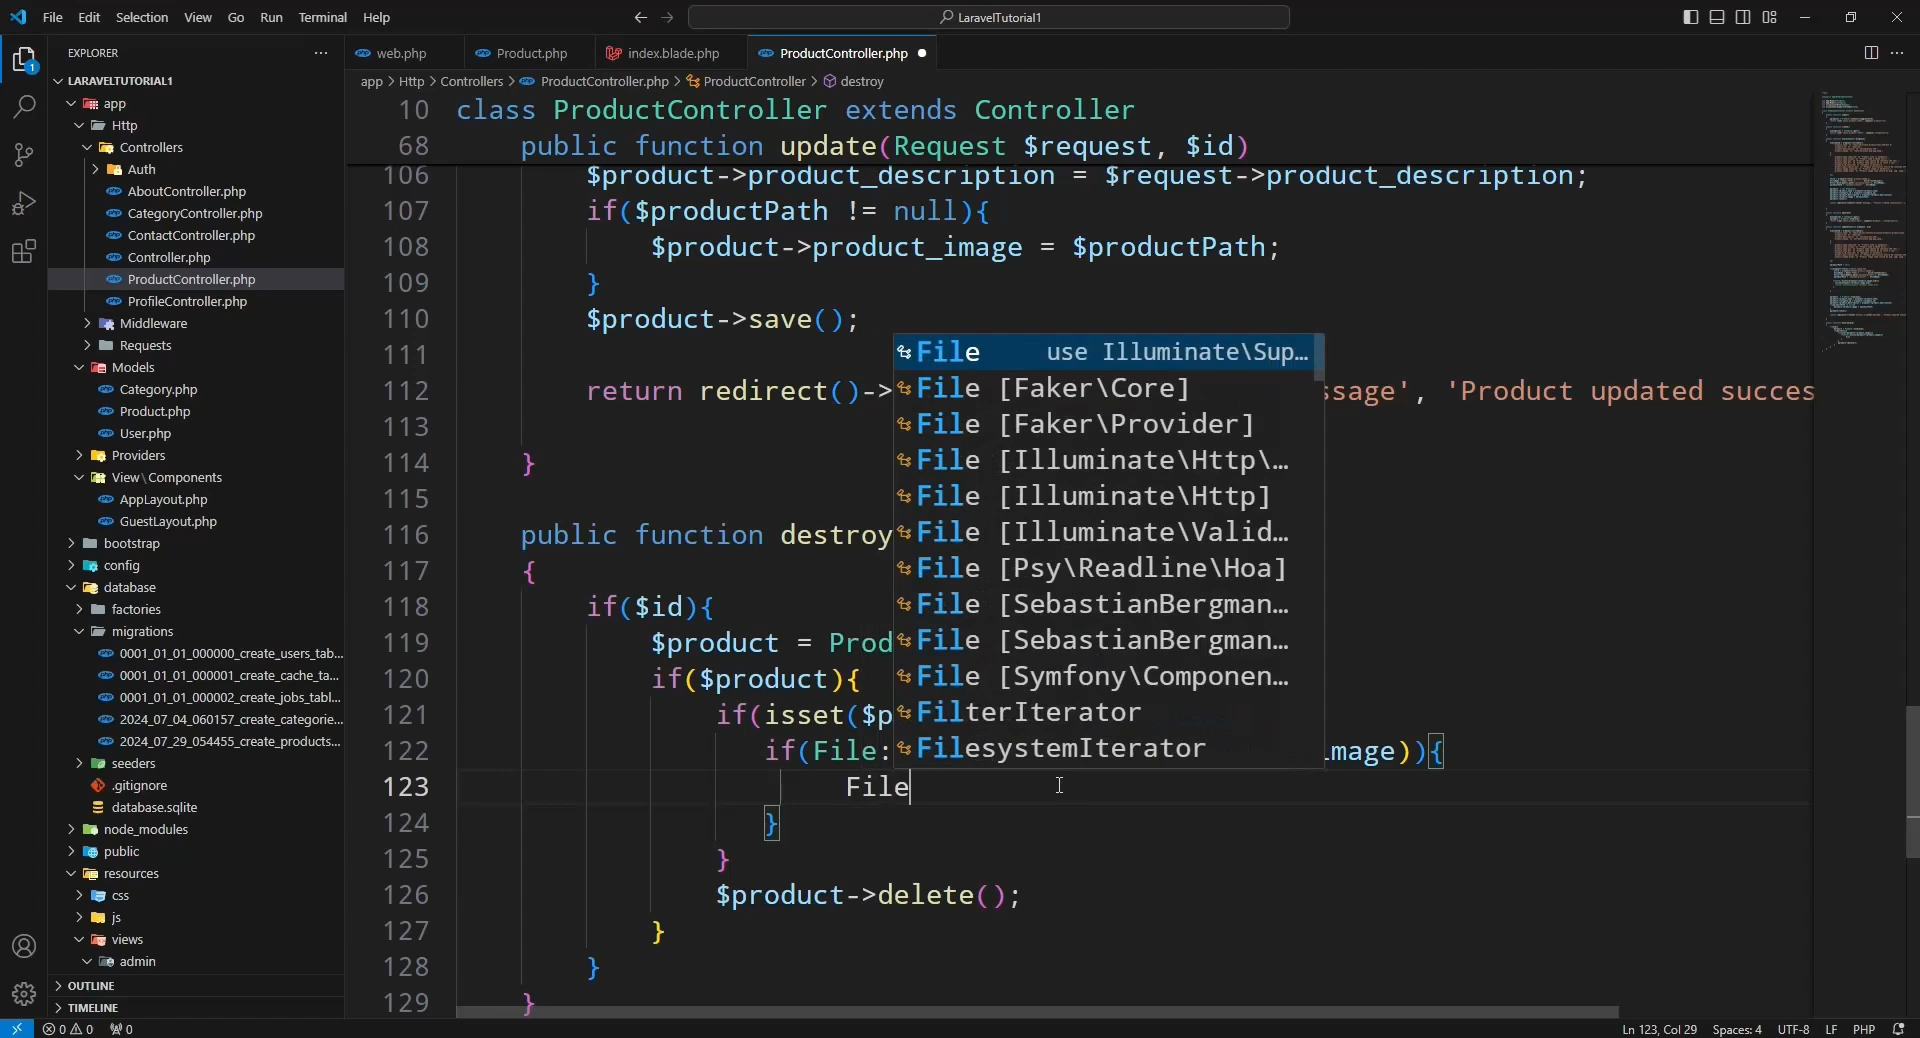 File Edit Selection View Go Run Terminal Help
LaravelTutorial1
EXPLORER
web.php
Product.php
index.blade.php
ProductController.php
app > Http > Controllers > ProductController.php > ProductController > destroy
LARAVELTUTORIAL1
app
Http
Controllers
Auth
AboutController.php
CategoryController.php
ContactController.php
Controller.php
ProductController.php
ProfileController.php
Middleware
Requests
Models
Category.php
Product.php
User.php
Providers
View\Components
AppLayout.php
GuestLayout.php
bootstrap
config
database
factories
migrations
0001_01_01_000000_create_users_tab...
0001_01_01_000001_create_cache_ta...
0001_01_01_000002_create_jobs_tabl...
2024_07_04_060157_create_categorie...
2024_07_29_054455_create_products...
seeders
.gitignore
database.sqlite
node_modules
public
resources
css
js
views
admin
OUTLINE
TIMELINE
10 class ProductController extends Controller
68 public function update(Request $request, $id)
106 $product->product_description = $request->product_description;
107 if($productPath != null){
108 $product->product_image = $productPath;
109 }
110 $product->save();
111
112 return redirect()-> ssage', 'Product updated succes
113
114 }
115
116 public function destroy
117 {
118 if($id){
119 $product = Prod
120 if($product){
121 if(isset($p
122 if(File: image)){
123 File
124 }
125 }
126 $product->delete();
127 }
128 }
129 }
File use Illuminate\Sup...
File [Faker\Core]
File [Faker\Provider]
File [Illuminate\Http\...
File [Illuminate\Http]
File [Illuminate\Valid...
File [Psy\Readline\Hoa]
File [SebastianBergman...
File [SebastianBergman...
File [Symfony\Componen...
FilterIterator
FilesystemIterator
1
0 0 0
Ln 123, Col 29 Spaces: 4 UTF-8 LF PHP